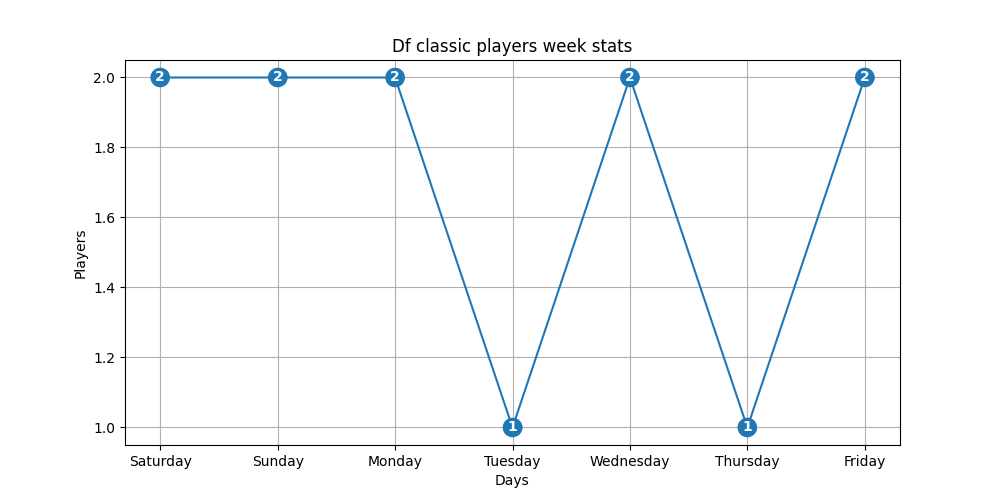 Df classic players week stats
2.0
1.8
1.6
1.4
1.2
1.0
Players
2 2 2 1 2 1 2
Saturday Sunday Monday Tuesday Wednesday Thursday Friday
Days